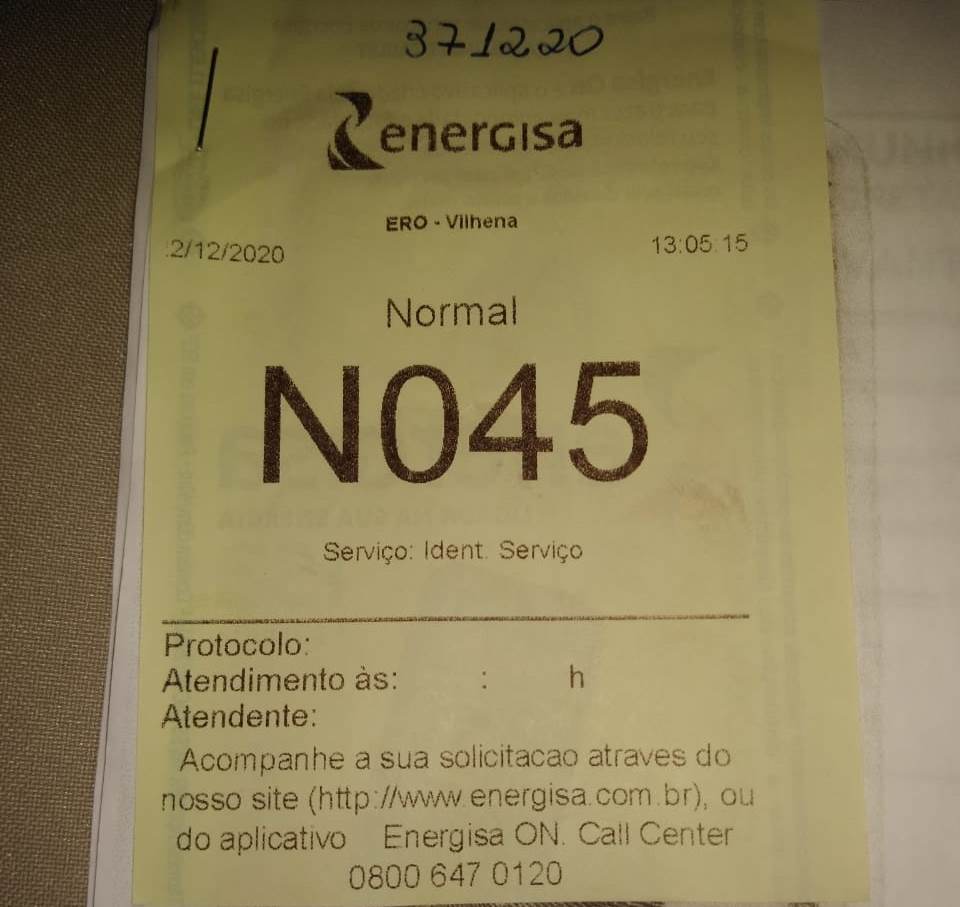 371220
energisa
ERO - Vilhena
2/12/2020 13:05:15
Normal
N045
Serviço: Ident. Serviço
Protocolo:
Atendimento às: : h
Atendente:
Acompanhe a sua solicitacao atraves do
nosso site (http://www.energisa.com.br), ou
do aplicativo Energisa ON. Call Center
0800 647 0120